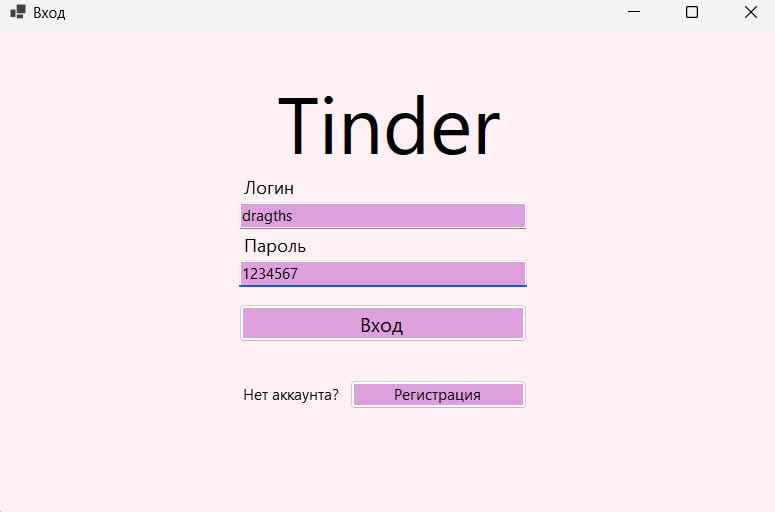 Вход
Tinder
Логин
dragths
Пароль
1234567
Вход
Нет аккаунта? Регистрация